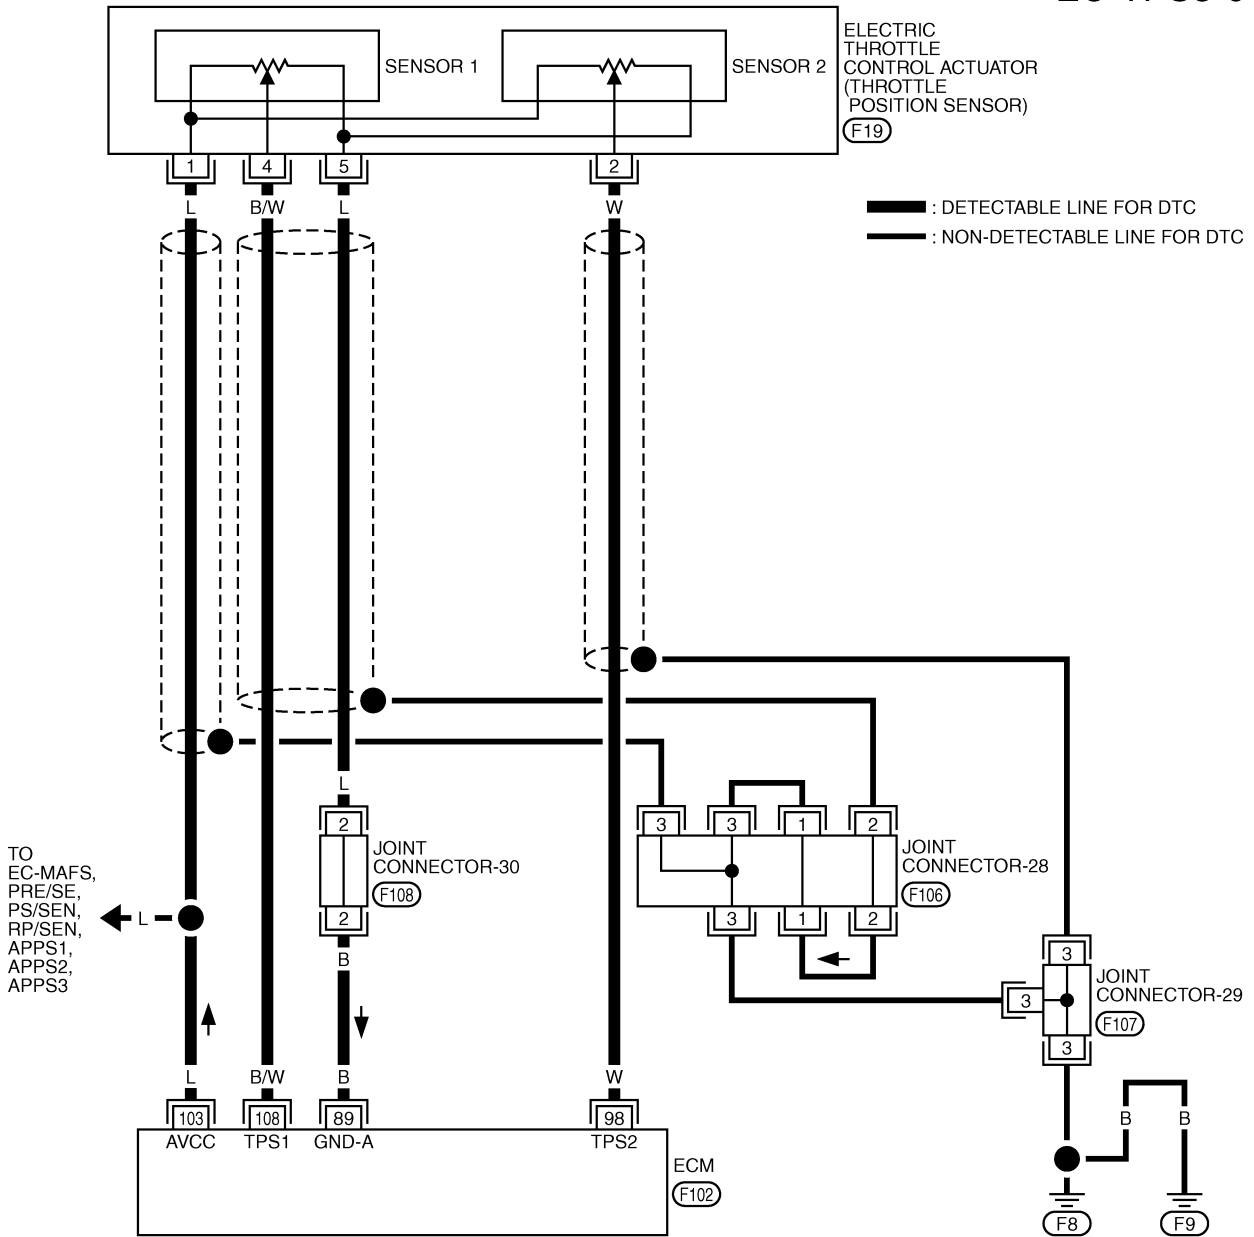 ELECTRIC
THROTTLE
CONTROL ACTUATOR
(THROTTLE
POSITION SENSOR)
F19
SENSOR 1
SENSOR 2
1 4 5 2
L B/W L W
: DETECTABLE LINE FOR DTC
: NON-DETECTABLE LINE FOR DTC
L
2
JOINT
CONNECTOR-30
F108
2
B
3 3 1 2
JOINT
CONNECTOR-28
F106
3 1 2
TO
EC-MAFS,
PRE/SE,
PS/SEN,
RP/SEN,
APPS1,
APPS2,
APPS3
L
3
3
JOINT
CONNECTOR-29
F107
3
L B/W B W
103 108 89 98
AVCC TPS1 GND-A TPS2
ECM
F102
B B
F8 F9